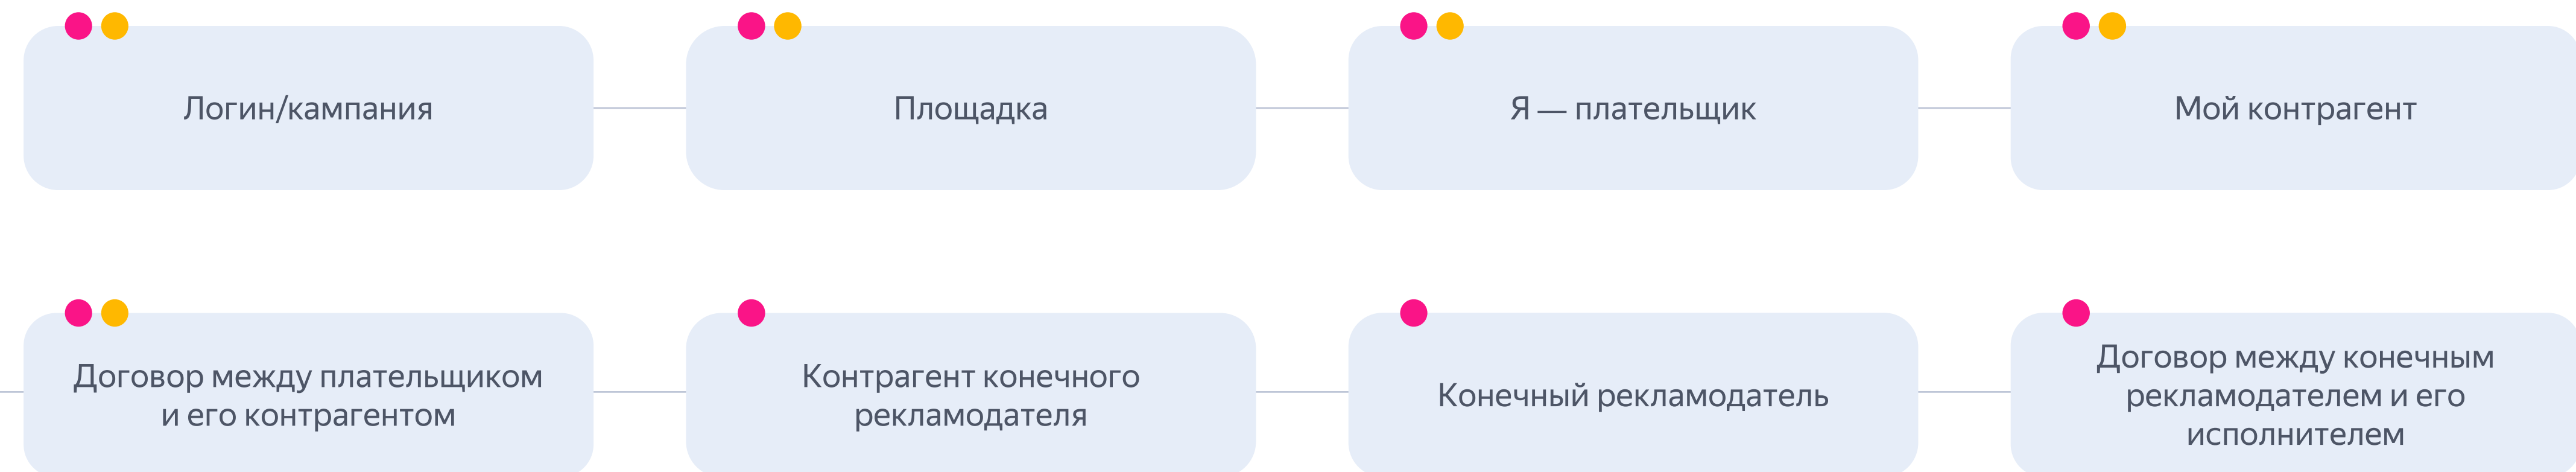 Логин/кампания
Площадка
Я — плательщик
Мой контрагент
Договор между плательщиком
и его контрагентом
Контрагент конечного
рекламодателя
Конечный рекламодатель
Договор между конечным
рекламодателем и его
исполнителем